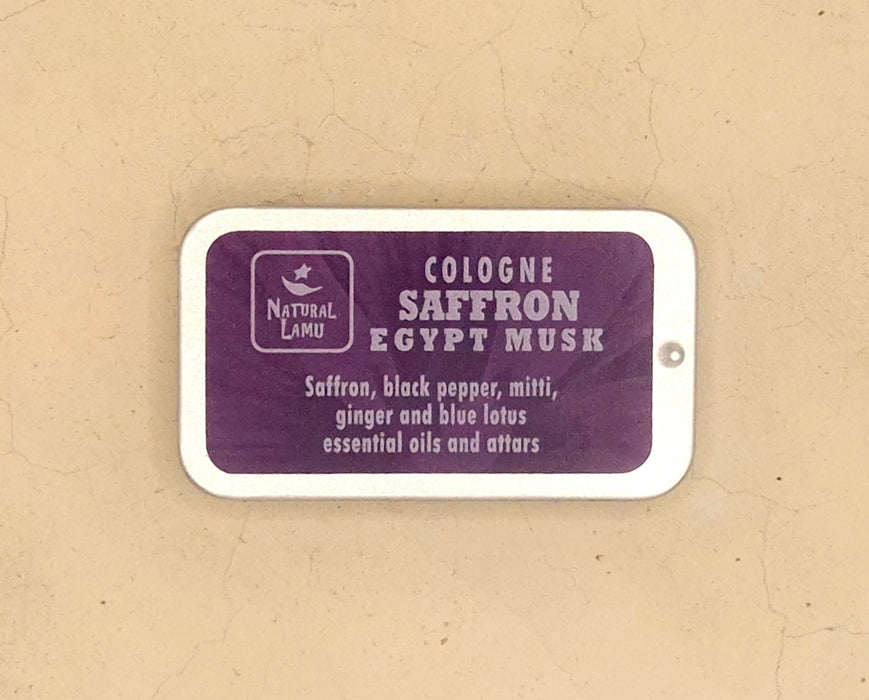 NATURAL
LAMU
COLOGNE
SAFFRON
EGYPT MUSK
Saffron, black pepper, mitti,
ginger and blue lotus
essential oils and attars